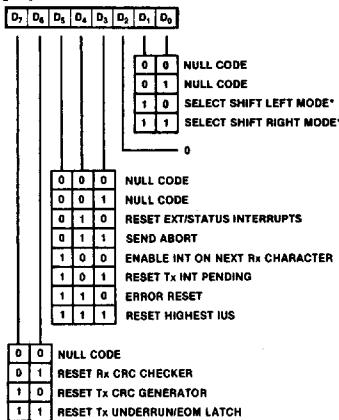 D7 D6 D5 D4 D3 D2 D1 D0
0 0 NULL CODE
0 1 NULL CODE
1 0 SELECT SHIFT LEFT MODE*
1 1 SELECT SHIFT RIGHT MODE*
0
0 0 0 NULL CODE
0 0 1 NULL CODE
0 1 0 RESET EXT/STATUS INTERRUPTS
0 1 1 SEND ABORT
1 0 0 ENABLE INT ON NEXT Rx CHARACTER
1 0 1 RESET Tx INT PENDING
1 1 0 ERROR RESET
1 1 1 RESET HIGHEST IUS
0 0 NULL CODE
0 1 RESET Rx CRC CHECKER
1 0 RESET Tx CRC GENERATOR
1 1 RESET Tx UNDERRUN/EOM LATCH